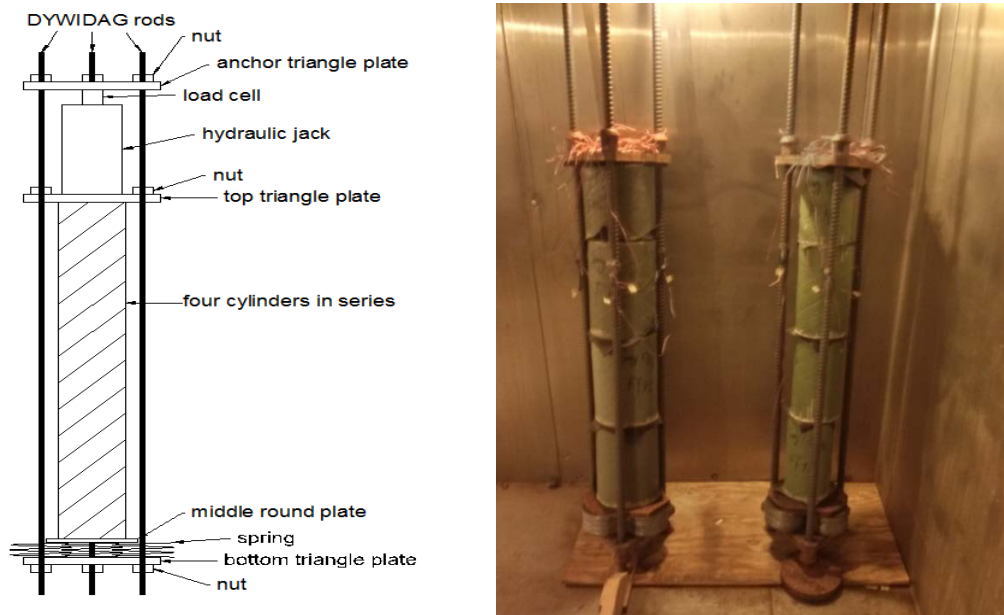 DYWIDAG rods
nut
anchor triangle plate
load cell
hydraulic jack
nut
top triangle plate
four cylinders in series
middle round plate
spring
bottom triangle plate
nut